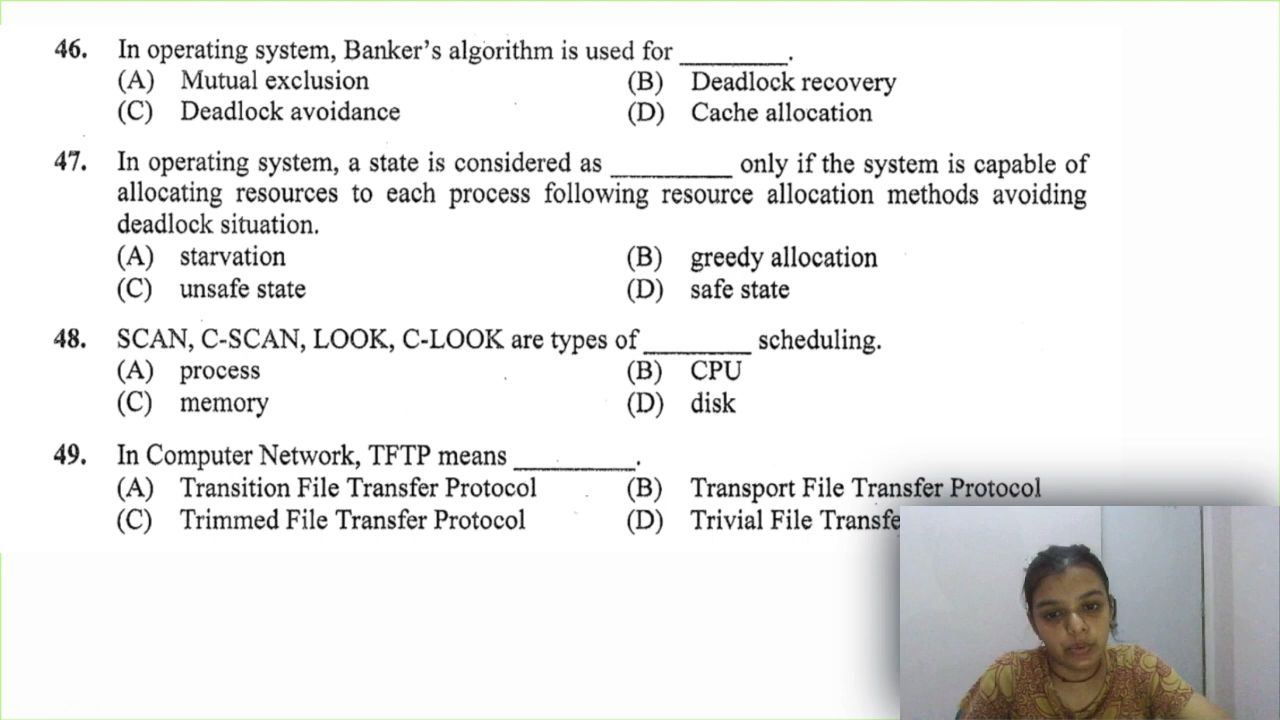 46. In operating system, Banker's algorithm is used for ________.
(A) Mutual exclusion (B) Deadlock recovery
(C) Deadlock avoidance (D) Cache allocation
47. In operating system, a state is considered as ________ only if the system is capable of
allocating resources to each process following resource allocation methods avoiding
deadlock situation.
(A) starvation (B) greedy allocation
(C) unsafe state (D) safe state
48. SCAN, C-SCAN, LOOK, C-LOOK are types of ________ scheduling.
(A) process (B) CPU
(C) memory (D) disk
49. In Computer Network, TFTP means ________.
(A) Transition File Transfer Protocol (B) Transport File Transfer Protocol
(C) Trimmed File Transfer Protocol (D) Trivial File Transfe